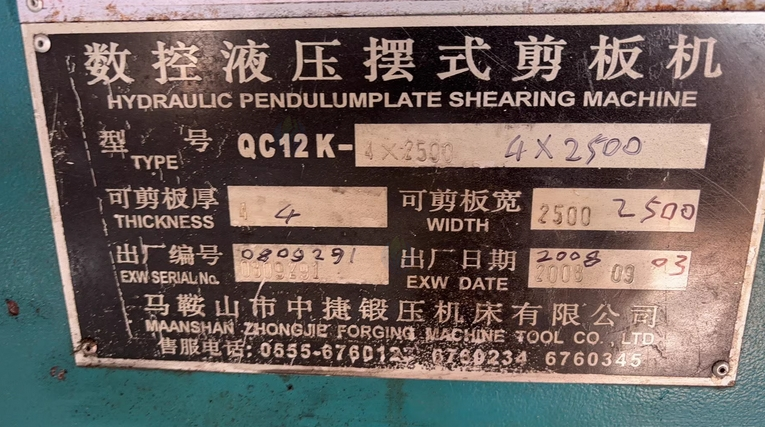 数控液压摆式剪板机
HYDRAULIC PENDULUMPLATE SHEARING MACHINE
型 号 TYPE QC12K- 4×2500 4×2500
可剪板厚 THICKNESS 4 4 可剪板宽 WIDTH 2500 2500
出厂编号 EXW SERIAL No. 0809291 0809291 出厂日期 EXW DATE 2008 2008 09 03
马鞍山市中捷锻压机床有限公司
MAANSHAN ZHONGJIE FORGING MACHINE TOOL CO., LTD
售服电话: 0555-6760127 6760234 6760345